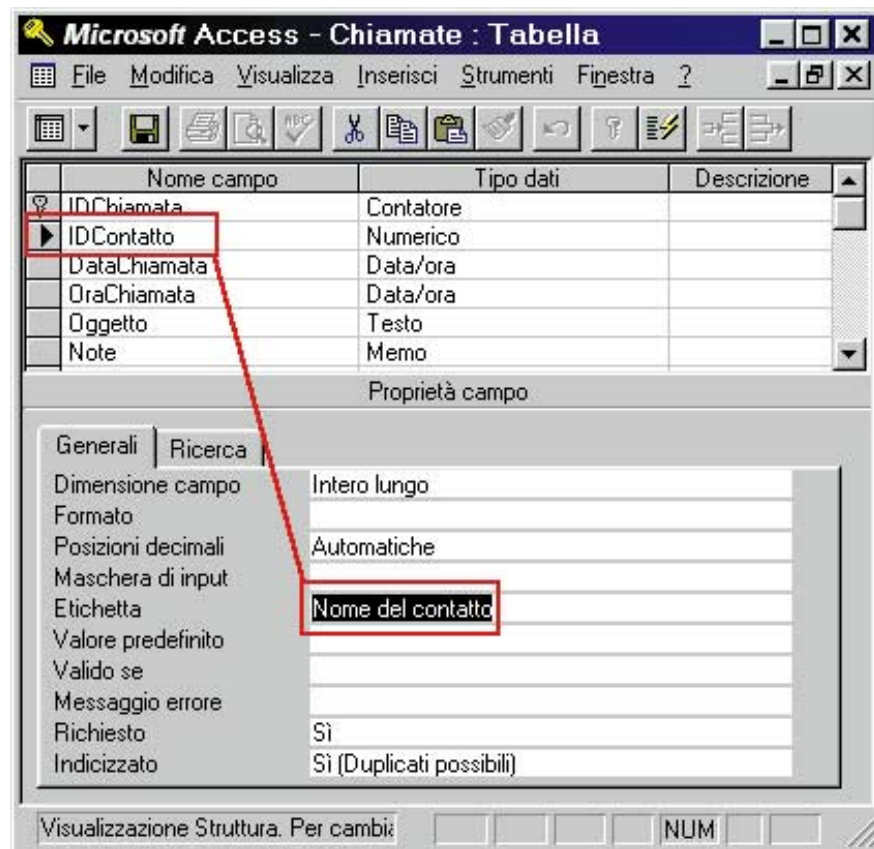 Microsoft Access - Chiamate : Tabella
File Modifica Visualizza Inserisci Strumenti Finestra ?
Nome campo Tipo dati Descrizione
IDChiamata Contatore
IDContatto Numerico
DataChiamata Data/ora
OraChiamata Data/ora
Oggetto Testo
Note Memo
Proprietà campo
Generali Ricerca
Dimensione campo Intero lungo
Formato
Posizioni decimali Automatiche
Maschera di input
Etichetta Nome del contatto
Valore predefinito
Valido se
Messaggio errore
Richiesto Sì
Indicizzato Sì (Duplicati possibili)
Visualizzazione Struttura. Per cambia NUM